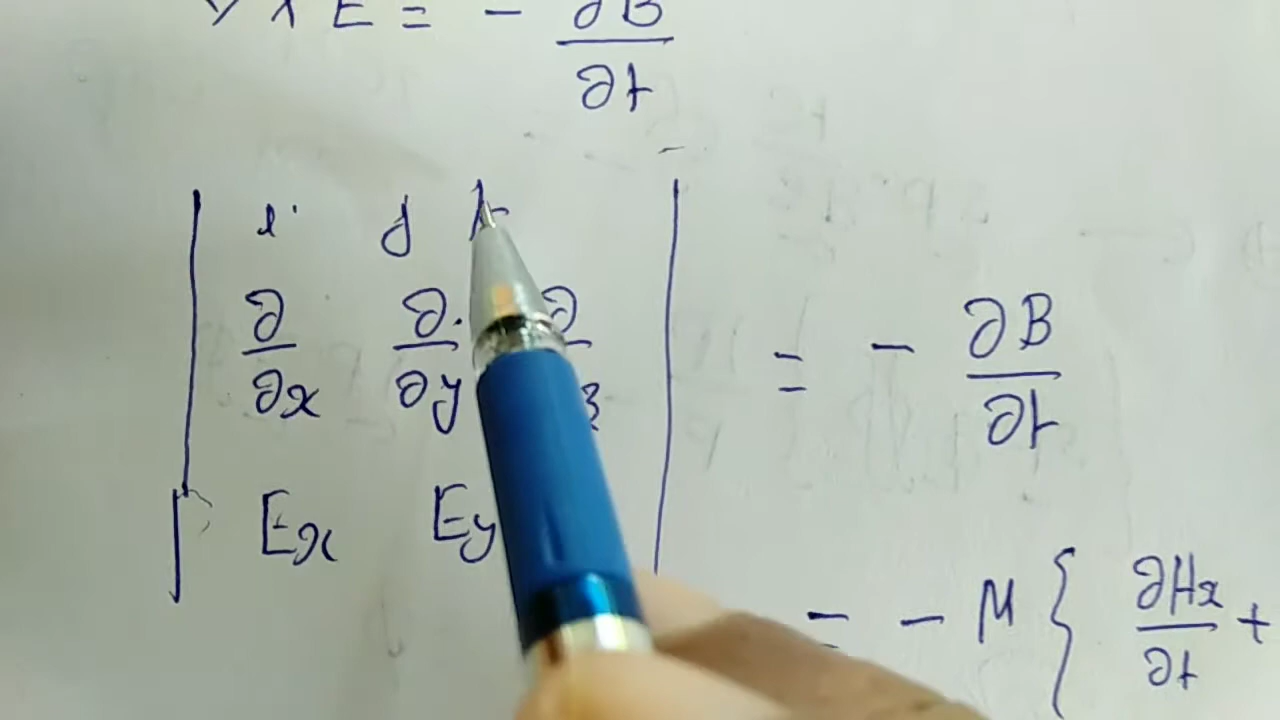 ∇ × E = - ∂B/∂t
| i j k |
| ∂/∂x ∂/∂y ∂/∂z | = - ∂B/∂t
| Ex Ey |
= - μ { ∂Hx/∂t +